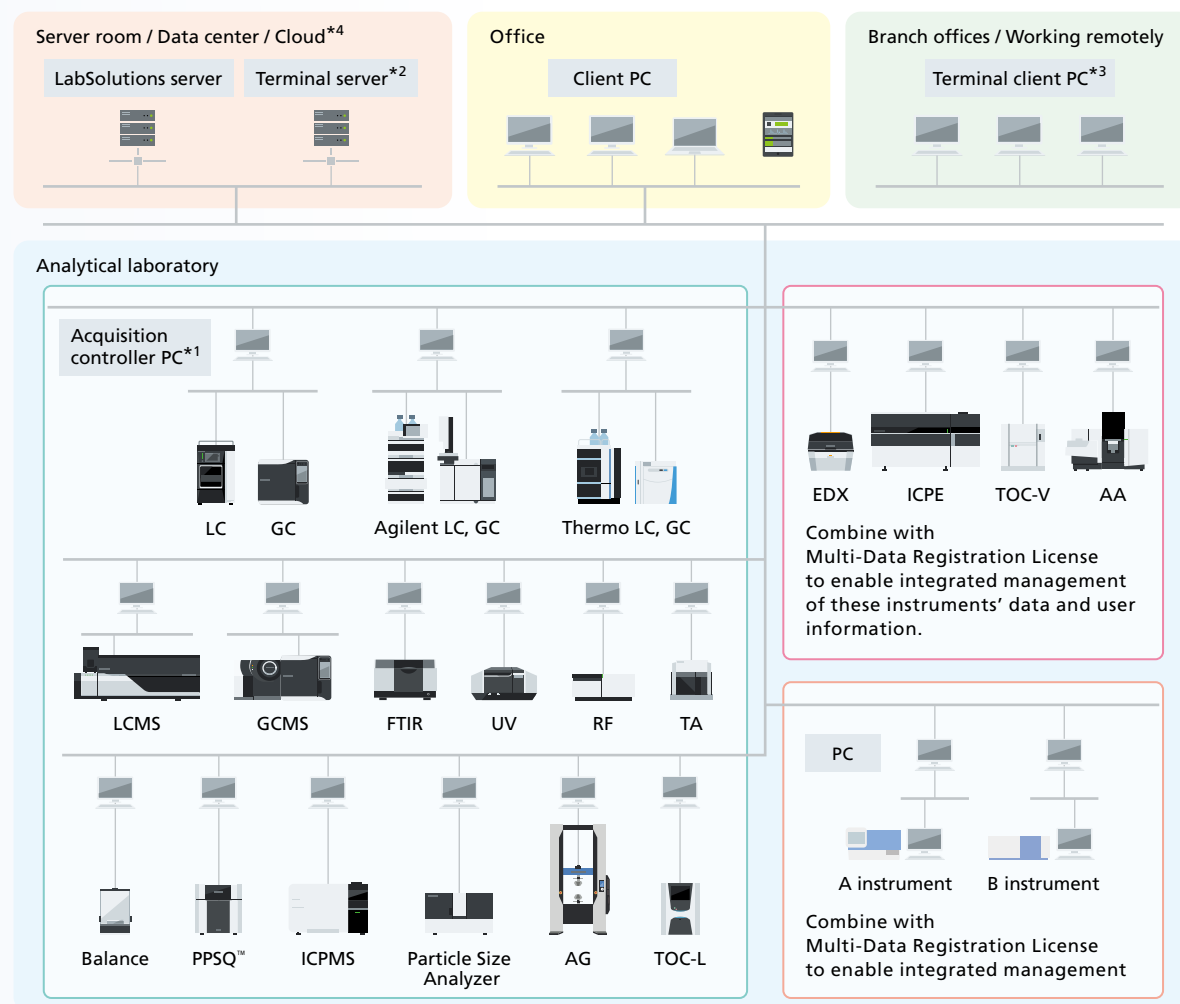 Server room / Data center / Cloud*4
LabSolutions server
Terminal server*2
Office
Client PC
Branch offices / Working remotely
Terminal client PC*3
Analytical laboratory
Acquisition
controller PC*1
LC
GC
Agilent LC, GC
Thermo LC, GC
LCMS
GCMS
FTIR
UV
RF
TA
Balance
PPSQ™
ICPMS
Particle Size
Analyzer
AG
TOC-L
EDX
ICPE
TOC-V
AA
Combine with
Multi-Data Registration License
to enable integrated management
of these instruments’ data and user
information.
PC
A instrument
B instrument
Combine with
Multi-Data Registration License
to enable integrated management